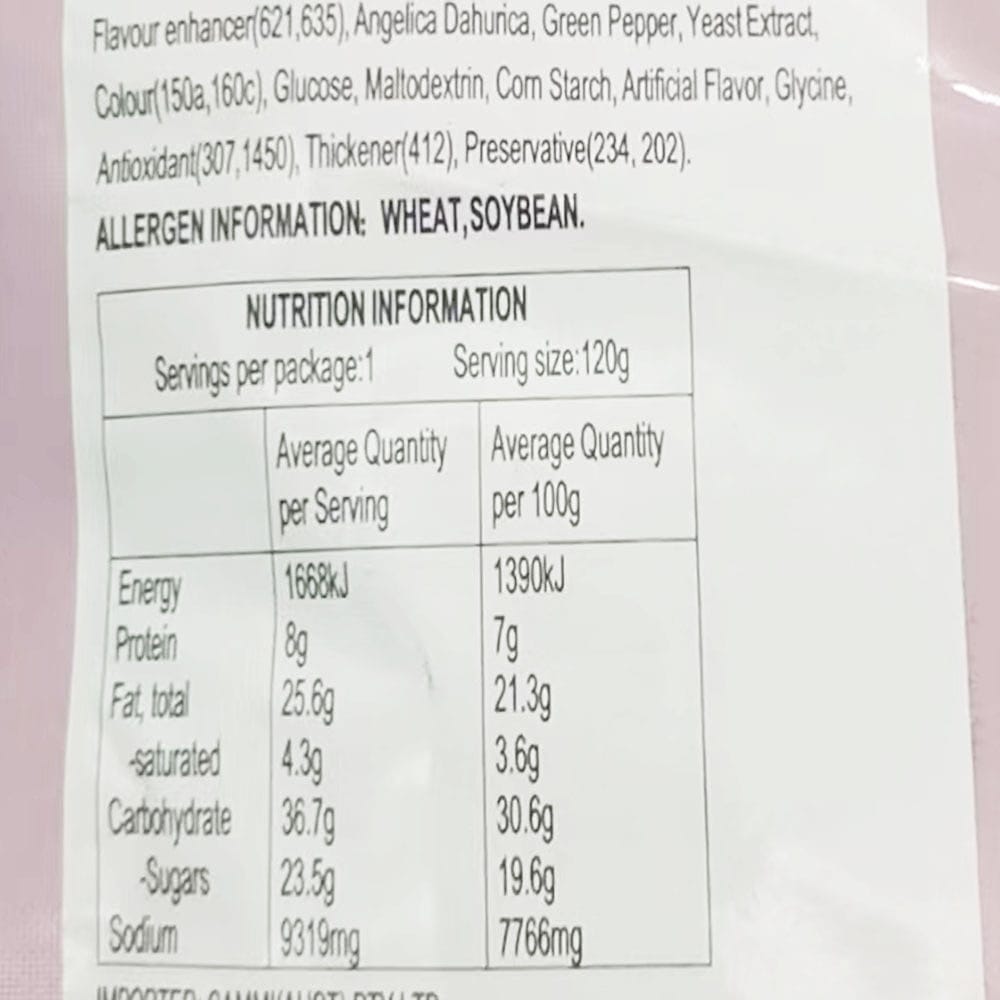 Flavour enhancer(621,635), Angelica Dahurica, Green Pepper, Yeast Extract,
Colour(150a,160c), Glucose, Maltodextrin, Corn Starch, Artificial Flavor, Glycine,
Antioxidant(307,1450), Thickener(412), Preservative(234, 202).
ALLERGEN INFORMATION: WHEAT,SOYBEAN.
NUTRITION INFORMATION
Servings per package:1 Serving size:120g
Average Quantity per Serving Average Quantity per 100g
Energy 1668kJ 1390kJ
Protein 8g 7g
Fat, total 25.6g 21.3g
-saturated 4.3g 3.6g
Carbohydrate 36.7g 30.6g
-Sugars 23.5g 19.6g
Sodium 9319mg 7766mg